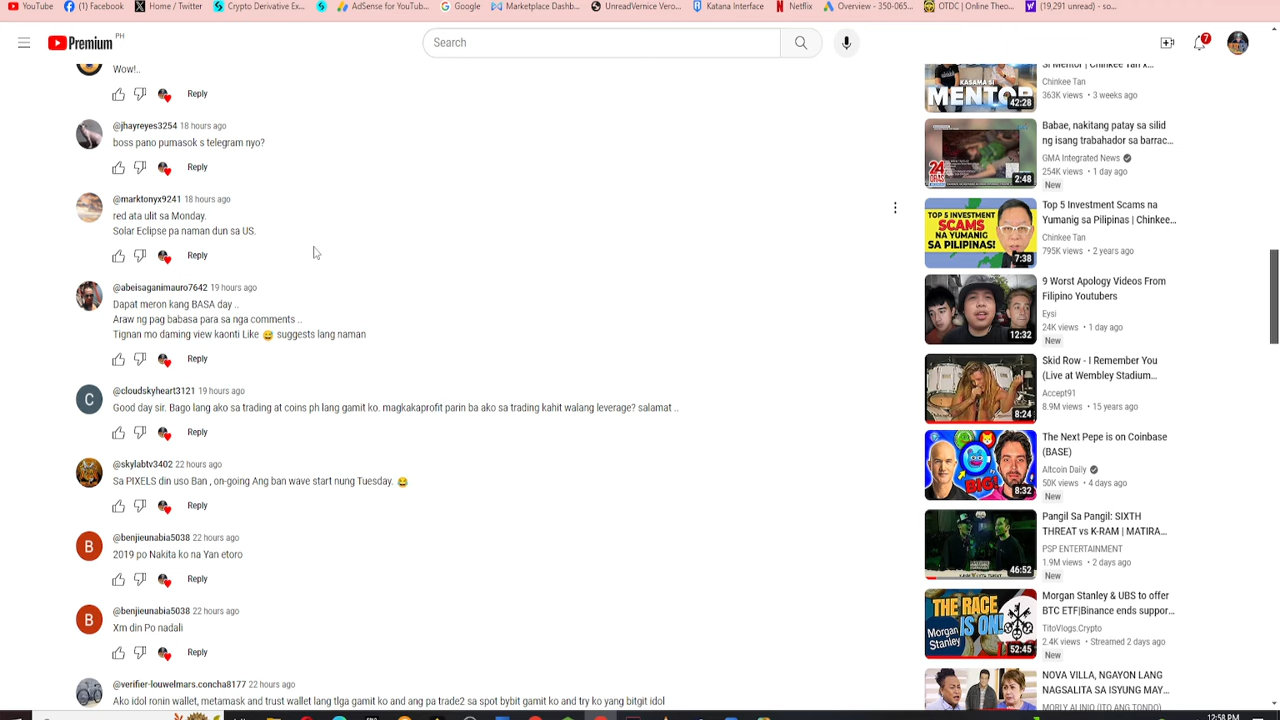 YouTube
(1) Facebook
Home / Twitter
Crypto Derivative Ex...
AdSense for YouTub...
Google
Marketplace Dashb...
UnreadVernice Vero...
Katana Interface
Netflix
Overview - 350-065...
OTDC | Online Theo...
(19,291 unread) - so...
Premium PH
Search
7
Wow!..
Reply
@jhayreyes3254 18 hours ago
boss pano pumasok s telegram nyo?
Reply
@marktonyx9241 18 hours ago
red ata ulit sa Monday.
Solar Eclipse pa naman dun sa US.
Reply
@abeisaganimauro7642 19 hours ago
Dapat meron kang BASA day ..
Araw ng pag babasa para sa nga comments ..
Tignan mo daming view kaonti Like 😅 suggests lang naman
Reply
C
@cloudskyheart3121 19 hours ago
Good day sir. Bago lang ako sa trading at coins ph lang gamit ko. magkakaprofit parin ba ako sa trading kahit walang leverage? salamat ..
Reply
@skylabtv3402 22 hours ago
Sa PIXELS din uso Ban , on-going Ang ban wave start nung Tuesday. 😂
Reply
B
@benjieunabia5038 22 hours ago
2019 po Nakita ko na Yan etoro
Reply
B
@benjieunabia5038 22 hours ago
Xm din Po nadali
Reply
@verifier-louwelmars.concha8177 22 hours ago
Ako idol ronin wallet, metamask and trust wallet lang tlga gamit ko and ang pa trade2 sa spot bybit gamit ko and try ko yang bitgit idol
KASAMA SI
MENTOR
42:28
Si Mentor | Chinkee Tan x...
Chinkee Tan
363K views • 3 weeks ago
24
ORAS
2:48
Babae, nakitang patay sa silid
ng isang trabahador sa barrac...
GMA Integrated News
254K views • 1 day ago
New
TOP 5 INVESTMENT
SCAMS
NA YUMANIG
SA PILIPINAS!
7:38
Top 5 Investment Scams na
Yumanig sa Pilipinas | Chinkee...
Chinkee Tan
795K views • 2 years ago
12:32
9 Worst Apology Videos From
Filipino Youtubers
Eysi
24K views • 1 day ago
New
8:24
Skid Row - I Remember You
(Live at Wembley Stadium...
Accept91
8.9M views • 15 years ago
BIG!
8:32
The Next Pepe is on Coinbase
(BASE)
Altcoin Daily
50K views • 4 days ago
New
46:52
Pangil Sa Pangil: SIXTH
THREAT vs K-RAM | MATIRA...
PSP ENTERTAINMENT
1.9M views • 2 days ago
New
THE RACE
IS ON!
Morgan
Stanley
52:45
Morgan Stanley & UBS to offer
BTC ETF|Binance ends suppor...
TitoVlogs.Crypto
2.4K views • Streamed 2 days ago
New
NOVA VILLA, NGAYON LANG
NAGSALITA SA ISYUNG MAY...
MORLY ALINIO (ITO ANG TONDO)
12:58 PM